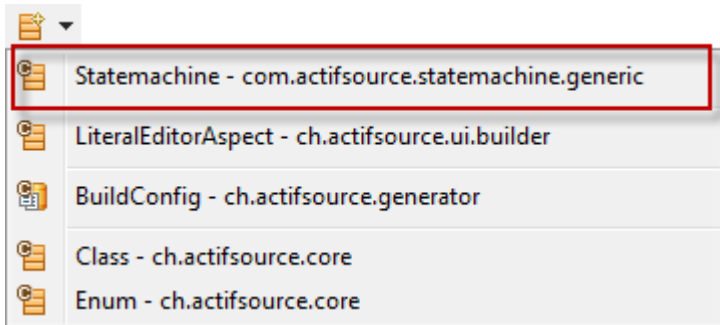 Statemachine - com.actifsource.statemachine.generic
LiteralEditorAspect - ch.actifsource.ui.builder
BuildConfig - ch.actifsource.generator
Class - ch.actifsource.core
Enum - ch.actifsource.core